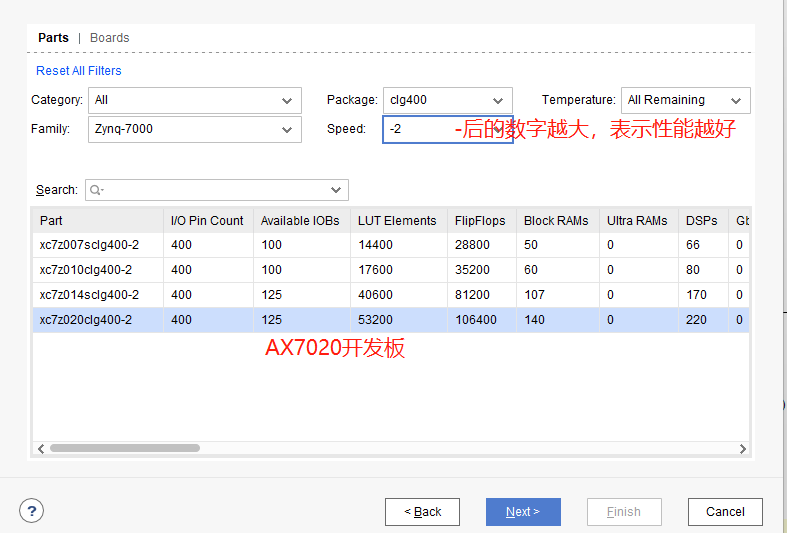 Parts | Boards
Reset All Filters
Category: All Package: clg400 Temperature: All Remaining
Family: Zynq-7000 Speed: -2 -后的数字越大，表示性能越好
Search: Q-
Part I/O Pin Count Available IOBs LUT Elements FlipFlops Block RAMs Ultra RAMs DSPs Gb
xc7z007sclg400-2 400 100 14400 28800 50 0 66 0
xc7z010clg400-2 400 100 17600 35200 60 0 80 0
xc7z014sclg400-2 400 125 40600 81200 107 0 170 0
xc7z020clg400-2 400 125 53200 106400 140 0 220 0
AX7020开发板
? < Back Next > Finish Cancel